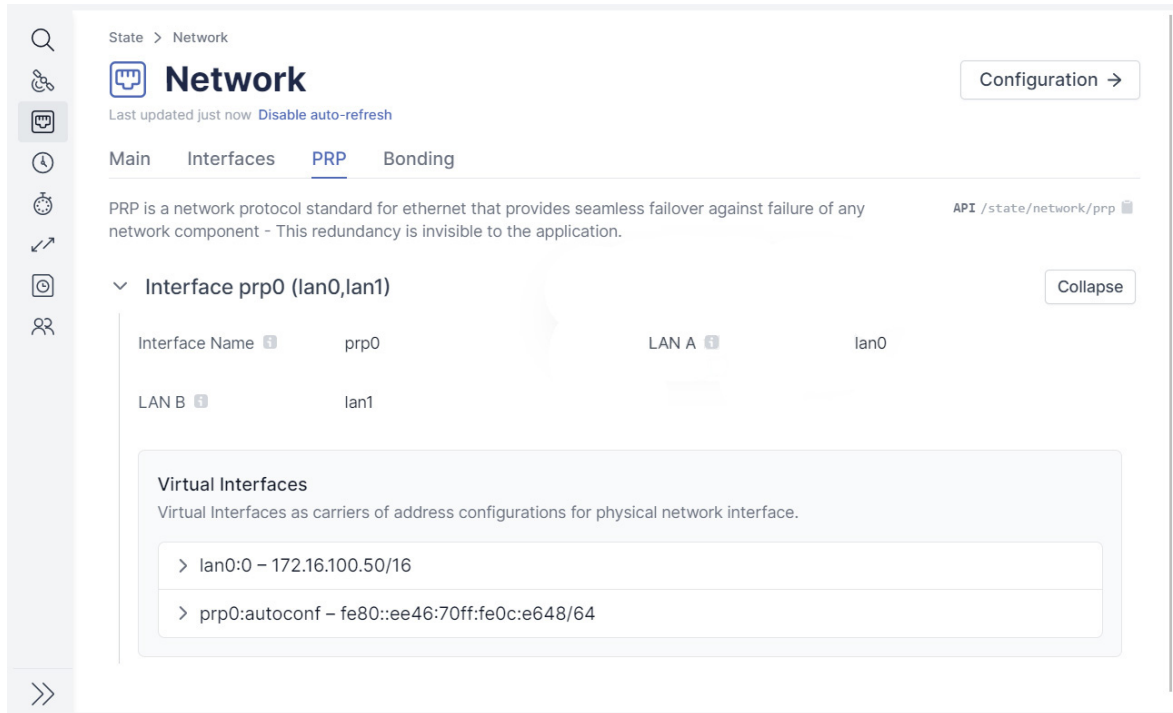 State > Network
Network
Configuration →
Last updated just now Disable auto-refresh
Main Interfaces PRP Bonding
PRP is a network protocol standard for ethernet that provides seamless failover against failure of any
network component - This redundancy is invisible to the application.
API /state/network/prp
Interface prp0 (lan0,lan1)
Collapse
Interface Name prp0 LAN A lan0
LAN B lan1
Virtual Interfaces
Virtual Interfaces as carriers of address configurations for physical network interface.
lan0:0 – 172.16.100.50/16
prp0:autoconf – fe80::ee46:70ff:fe0c:e648/64